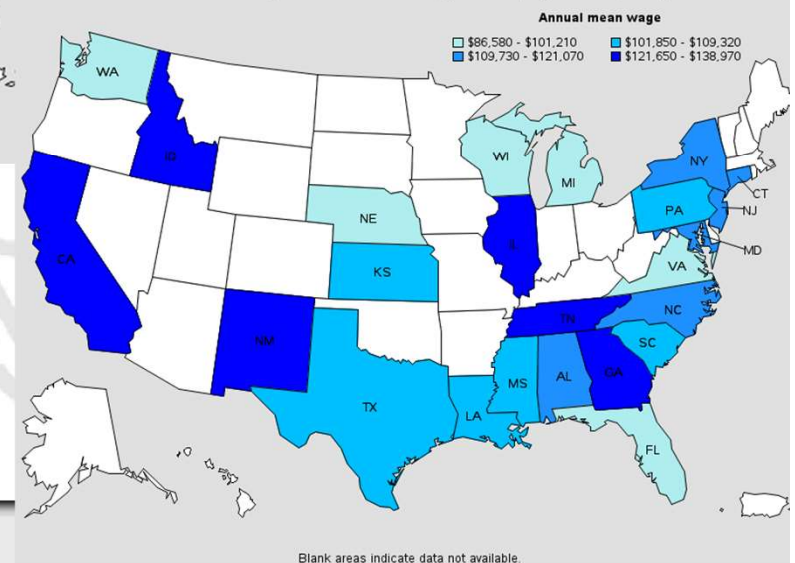 Annual mean wage
$86,580 - $101,210
$101,850 - $109,320
$109,730 - $121,070
$121,650 - $138,970
WA
ID
WI
MI
NY
CT
NJ
PA
NE
IL
MD
CA
KS
VA
TN
NC
NM
SC
MS
AL
GA
TX
LA
FL
Blank areas indicate data not available.